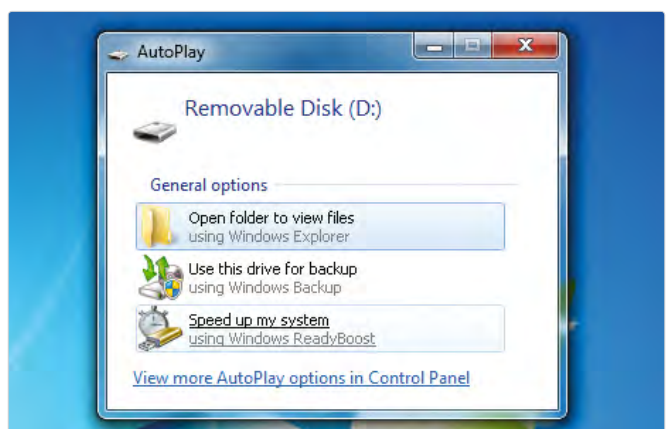 AutoPlay
Removable Disk (D:)
General options
Open folder to view files
using Windows Explorer
Use this drive for backup
using Windows Backup
Speed up my system
using Windows ReadyBoost
View more AutoPlay options in Control Panel